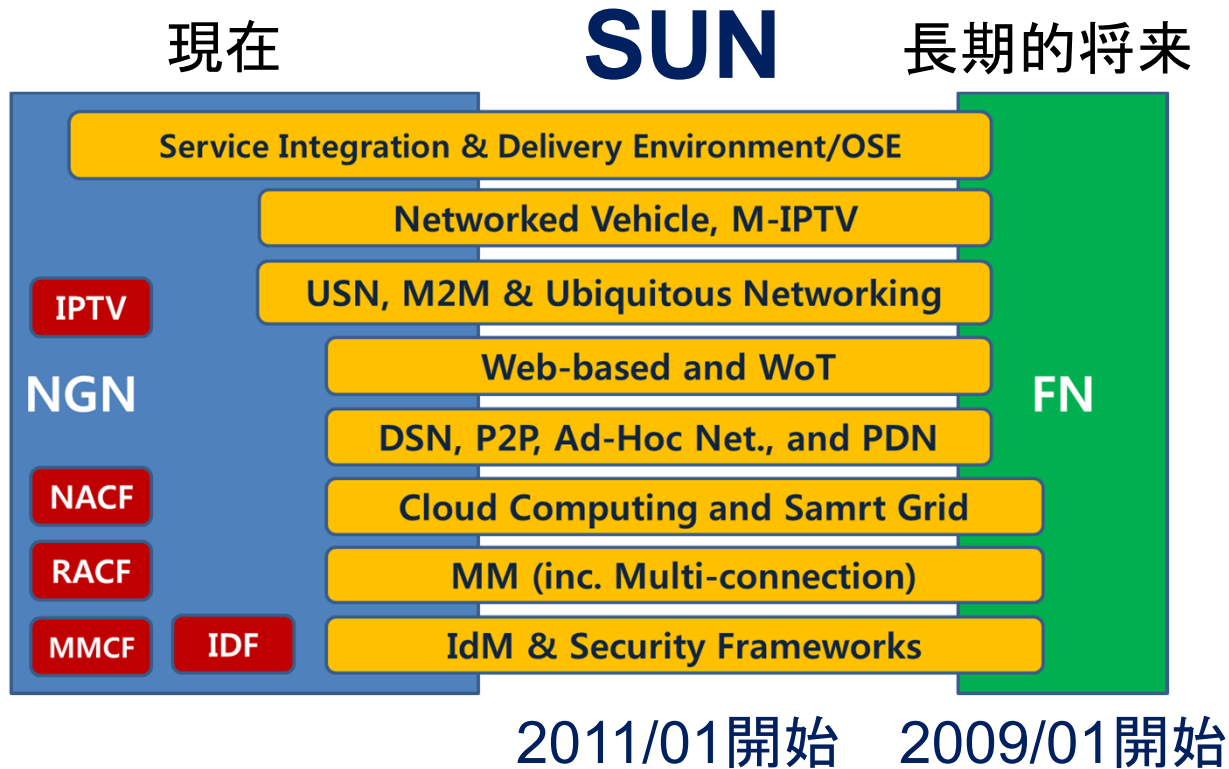 現在
SUN
長期的将来
Service Integration & Delivery Environment/OSE
Networked Vehicle, M-IPTV
USN, M2M & Ubiquitous Networking
IPTV
Web-based and WoT
NGN
FN
DSN, P2P, Ad-Hoc Net., and PDN
NACF
Cloud Computing and Samrt Grid
RACF
MM (inc. Multi-connection)
MMCF
IDF
IdM & Security Frameworks
2011/01開始
2009/01開始